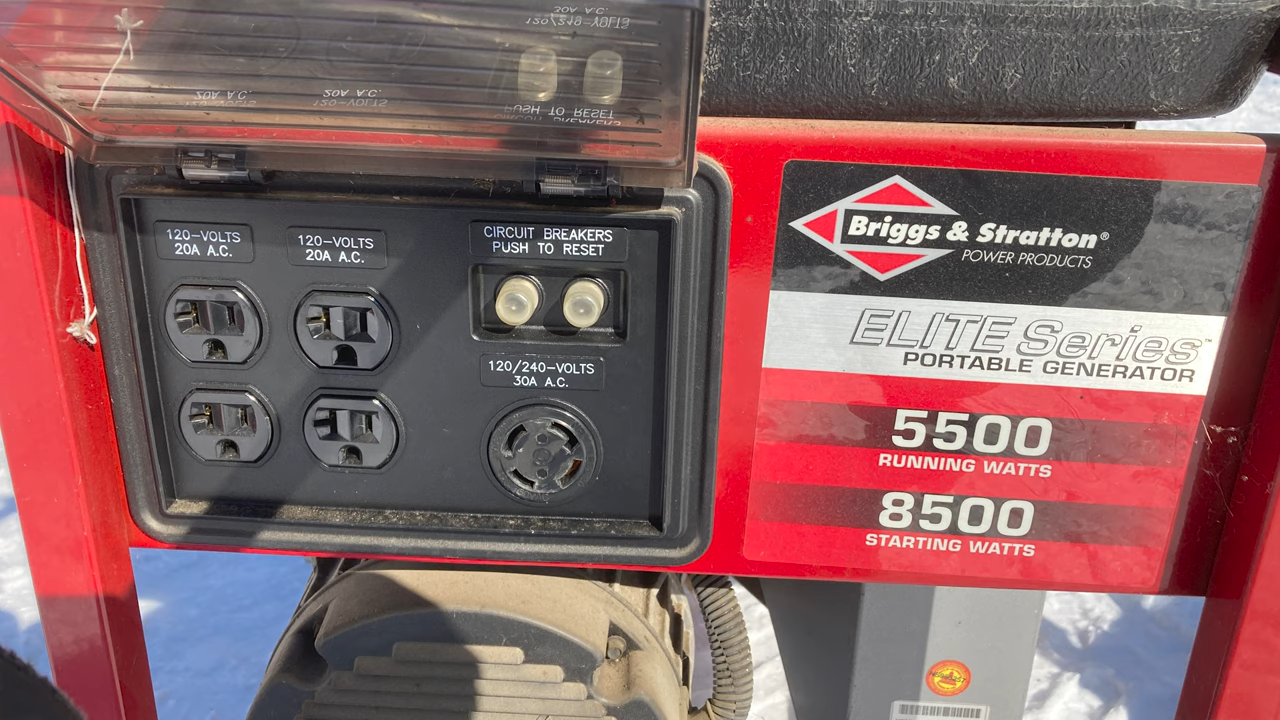 120-VOLTS
20A A.C.
120-VOLTS
20A A.C.
CIRCUIT BREAKERS
PUSH TO RESET
120/240-VOLTS
30A A.C.
Briggs & Stratton®
POWER PRODUCTS
ELITE Series™
PORTABLE GENERATOR
5500
RUNNING WATTS
8500
STARTING WATTS